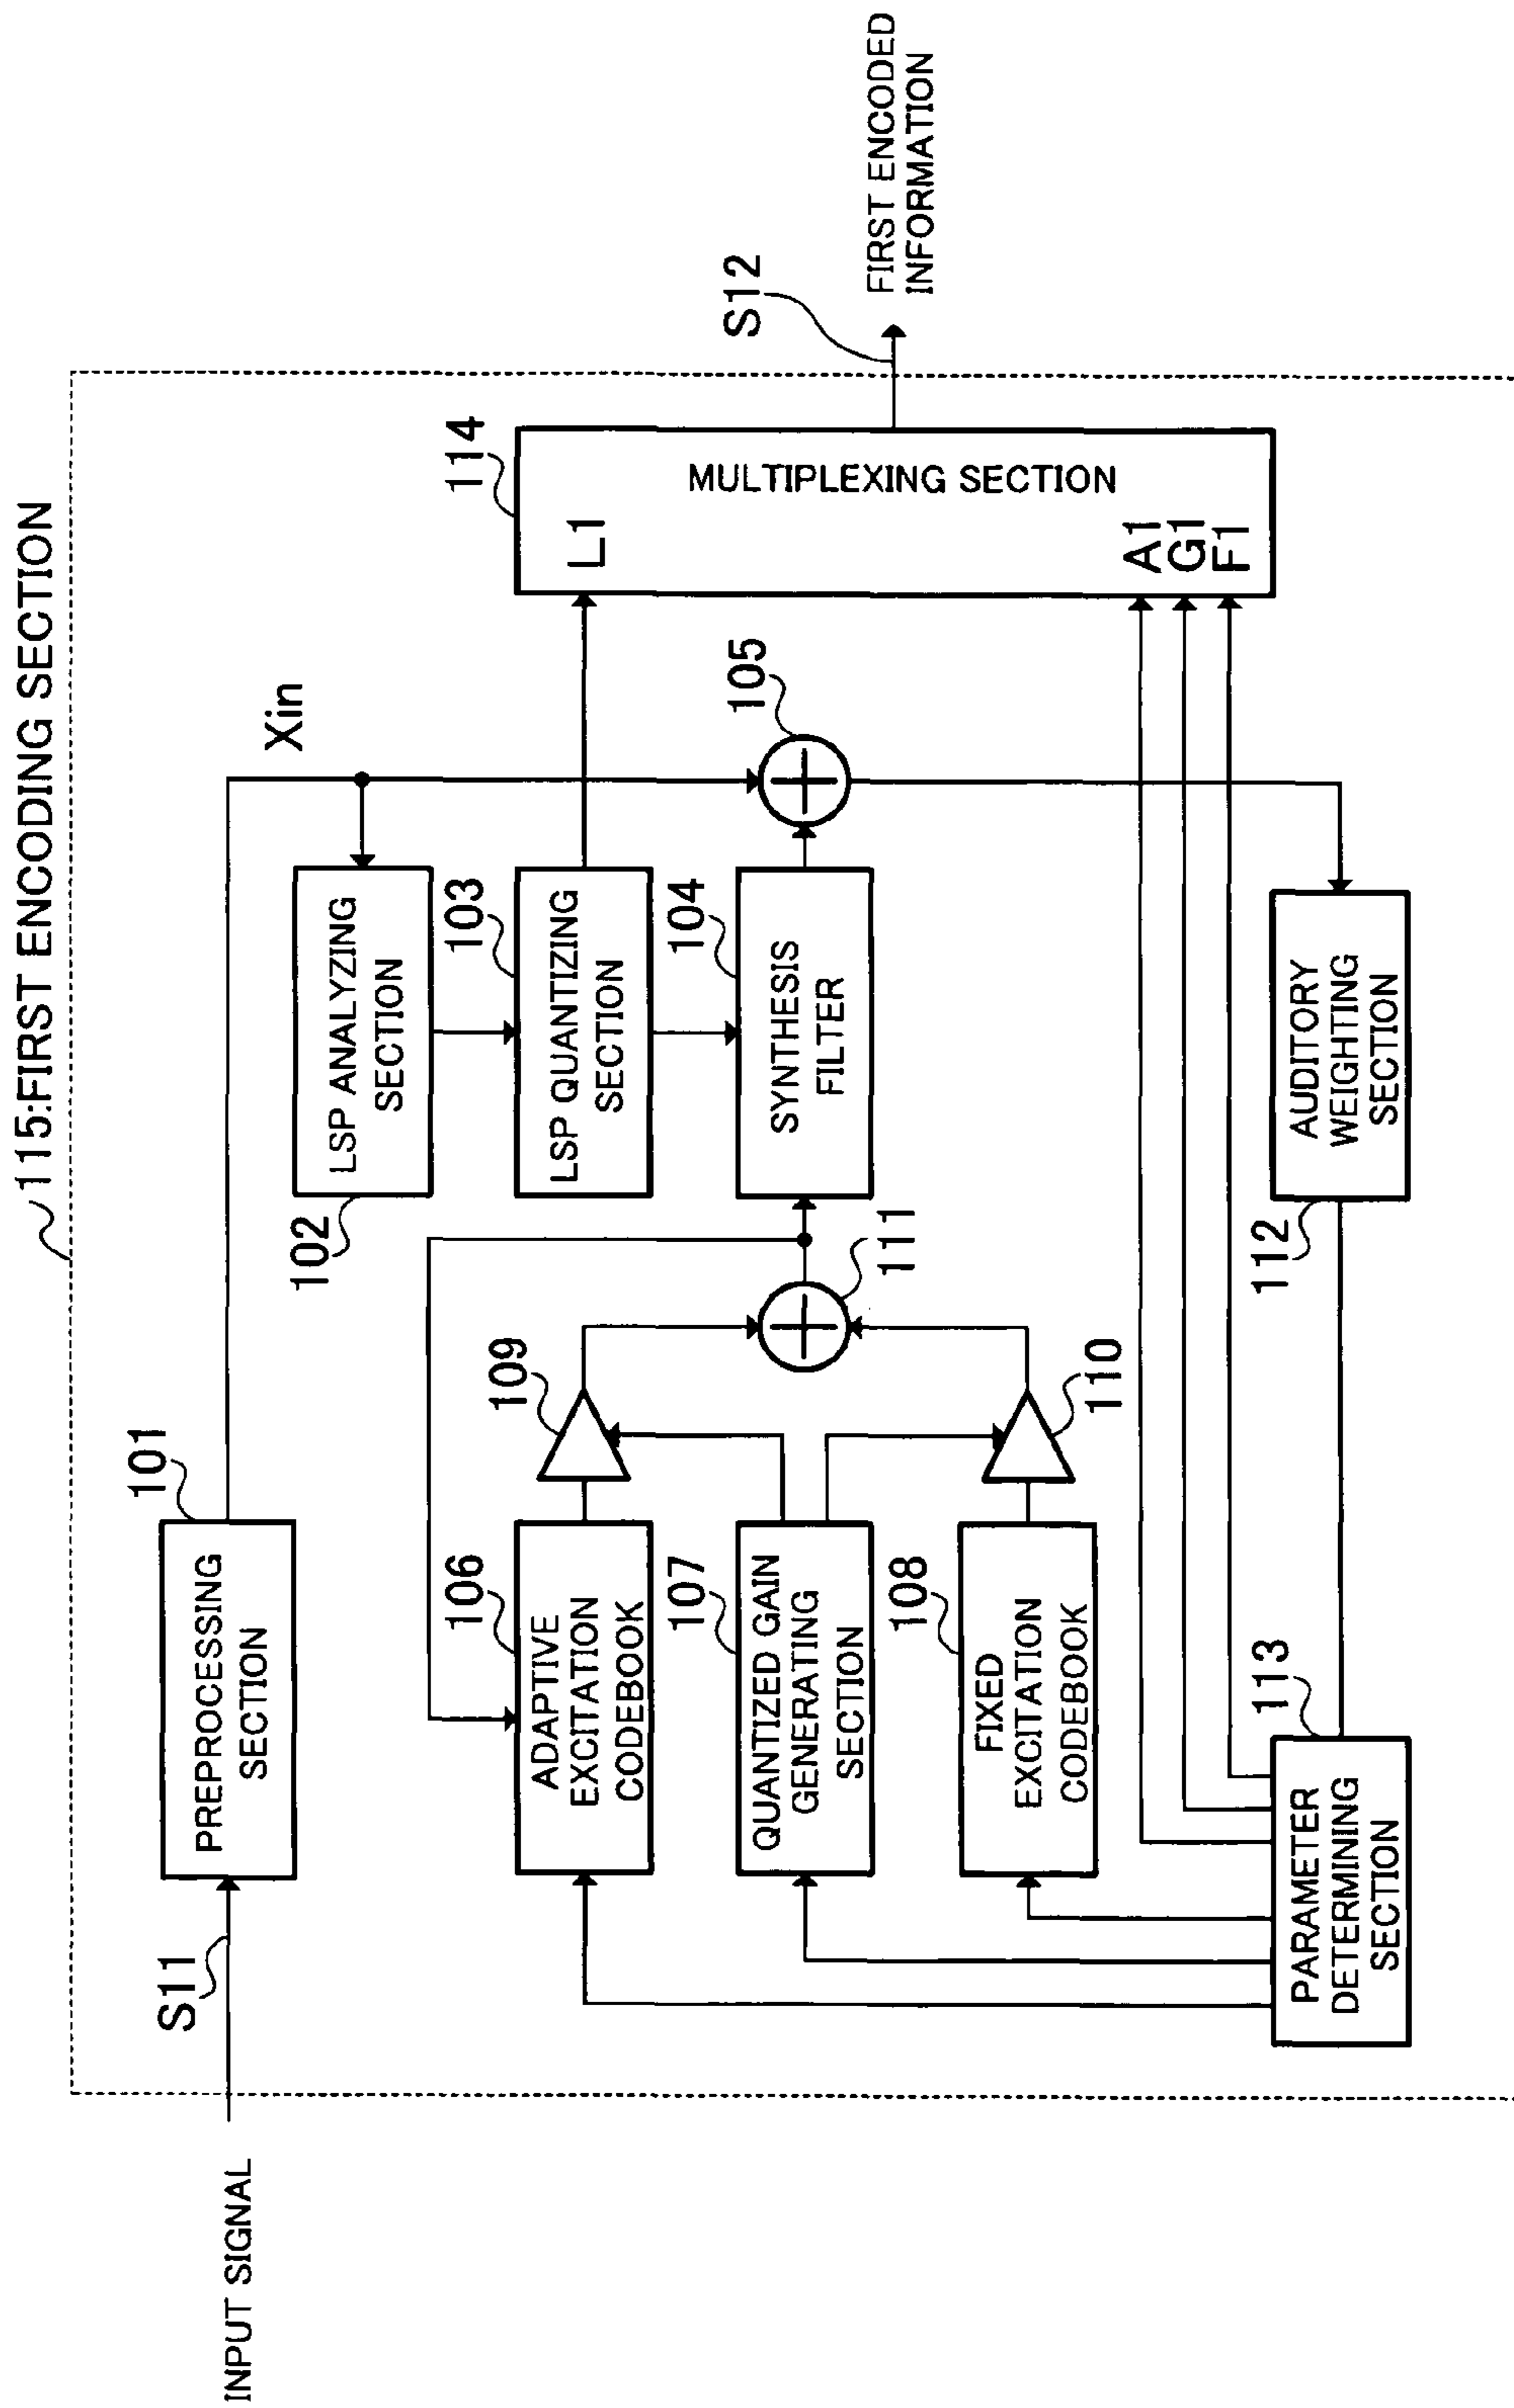 115:FIRST ENCODING SECTION
INPUT SIGNAL
S11
101
PREPROCESSING
SECTION
Xin
102
LSP ANALYZING
SECTION
103
LSP QUANTIZING
SECTION
104
SYNTHESIS
FILTER
105
106
ADAPTIVE
EXCITATION
CODEBOOK
107
QUANTIZED GAIN
GENERATING
SECTION
108
FIXED
EXCITATION
CODEBOOK
109
110
111
112
AUDITORY
WEIGHTING
SECTION
113
PARAMETER
DETERMINING
SECTION
114
MULTIPLEXING SECTION
L1
A1
G1
F1
S12
FIRST ENCODED
INFORMATION